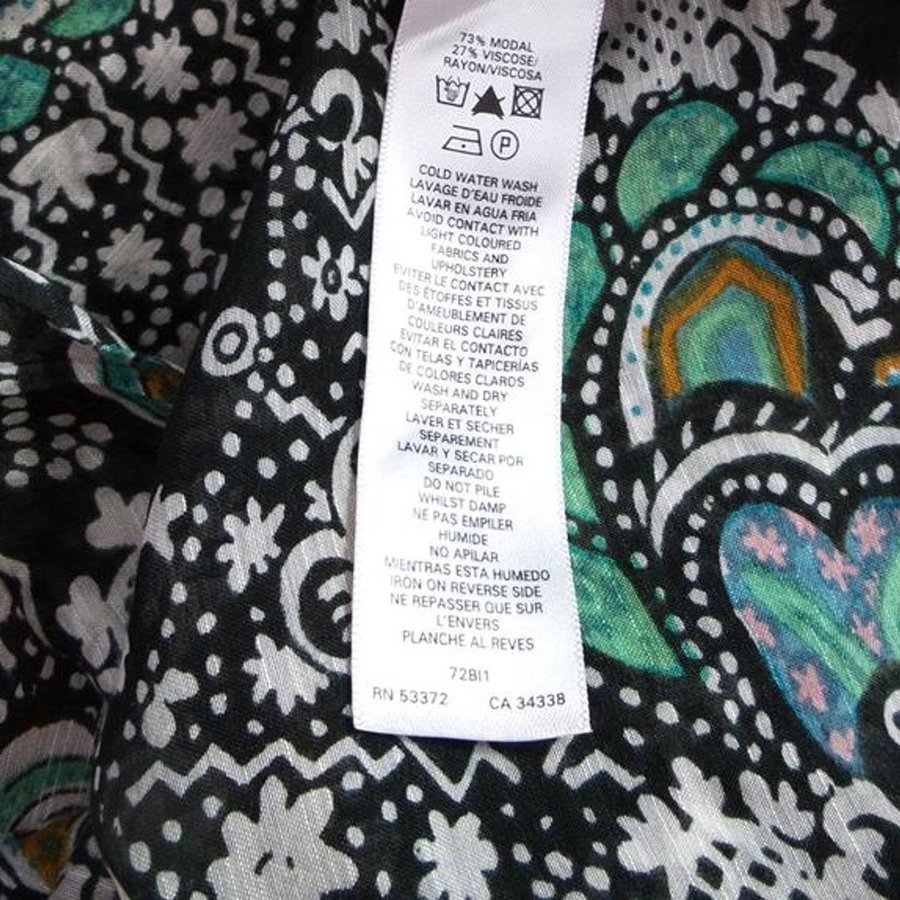 73% MODAL
27% VISCOSE/
RAYON/VISCOSA
P
COLD WATER WASH
LAVAGE D'EAU FROIDE
LAVAR EN AGUA FRIA
AVOID CONTACT WITH
LIGHT COLOURED
FABRICS AND
UPHOLSTERY
EVITER LE CONTACT AVEC
DES ÉTOFFES ET TISSUS
D'AMEUBLEMENT DE
COULEURS CLAIRES
EVITAR EL CONTACTO
CON TELAS Y TAPICERÍAS
DE COLORES CLAROS
WASH AND DRY
SEPARATELY
LAVER ET SECHER
SEPAREMENT
LAVAR Y SECAR POR
SEPARADO
DO NOT PILE
WHILST DAMP
NE PAS EMPILER
HUMIDE
NO APILAR
MIENTRAS ESTA HUMEDO
IRON ON REVERSE SIDE
NE REPASSER QUE SUR
L'ENVERS
PLANCHE AL REVES
72BI1
RN 53372 CA 34338